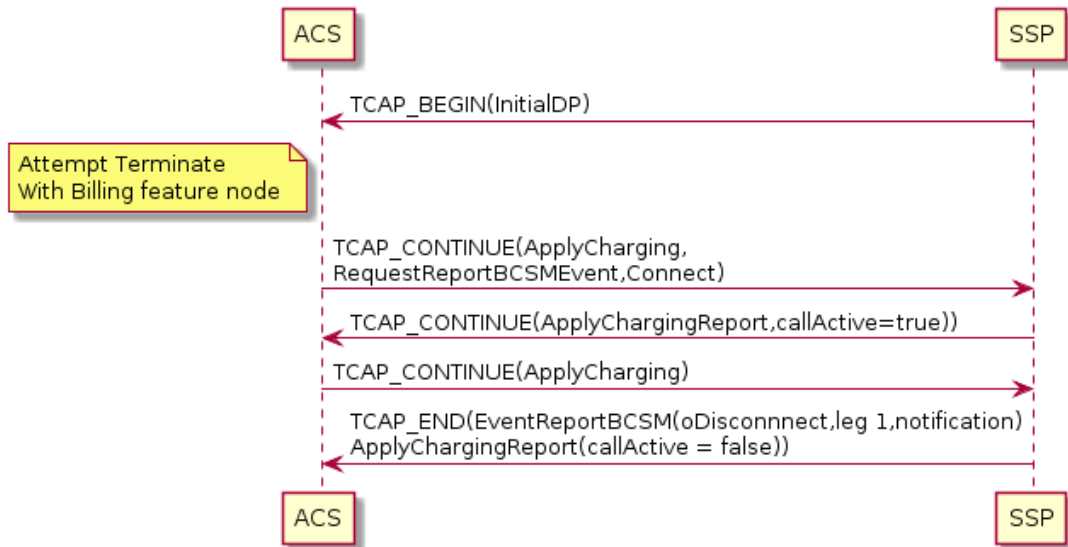 ACS
SSP
TCAP_BEGIN(InitialDP)
Attempt Terminate
With Billing feature node
TCAP_CONTINUE(ApplyCharging,
RequestReportBCSMEvent,Connect)
TCAP_CONTINUE(ApplyChargingReport,callActive=true))
TCAP_CONTINUE(ApplyCharging)
TCAP_END(EventReportBCSM(oDisconnnect,leg 1,notification)
ApplyChargingReport(callActive = false))
ACS
SSP